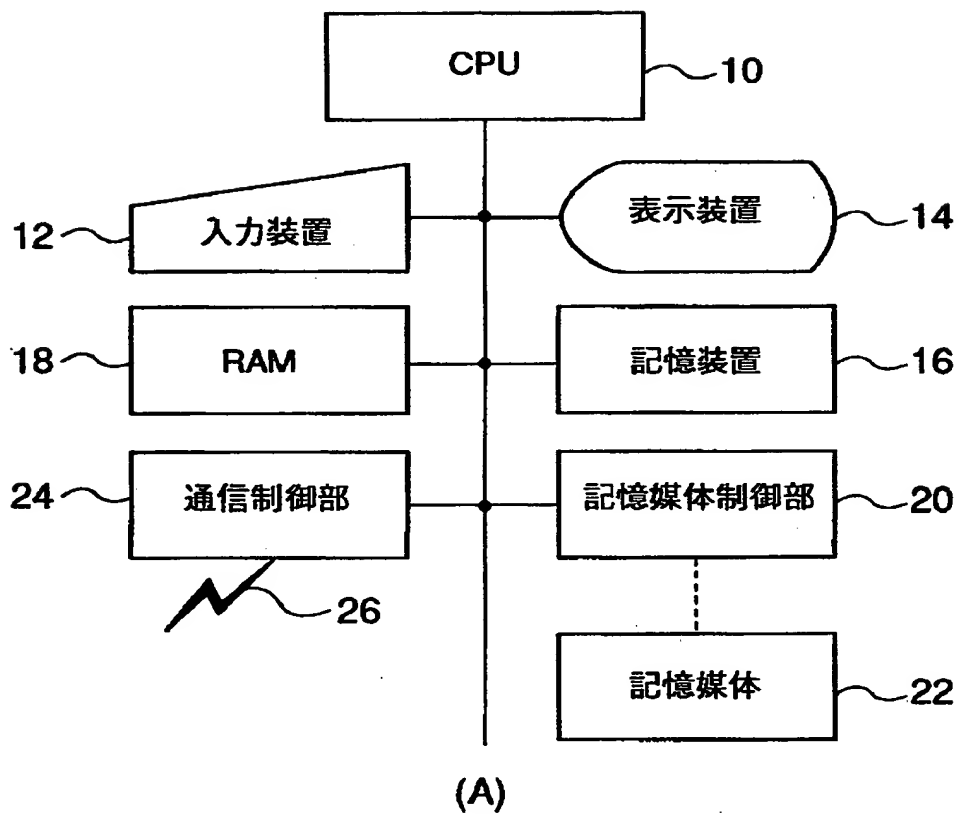 CPU
10
12
入力装置
表示装置
14
18
RAM
記憶装置
16
24
通信制御部
記憶媒体制御部
20
26
記憶媒体
22
(A)